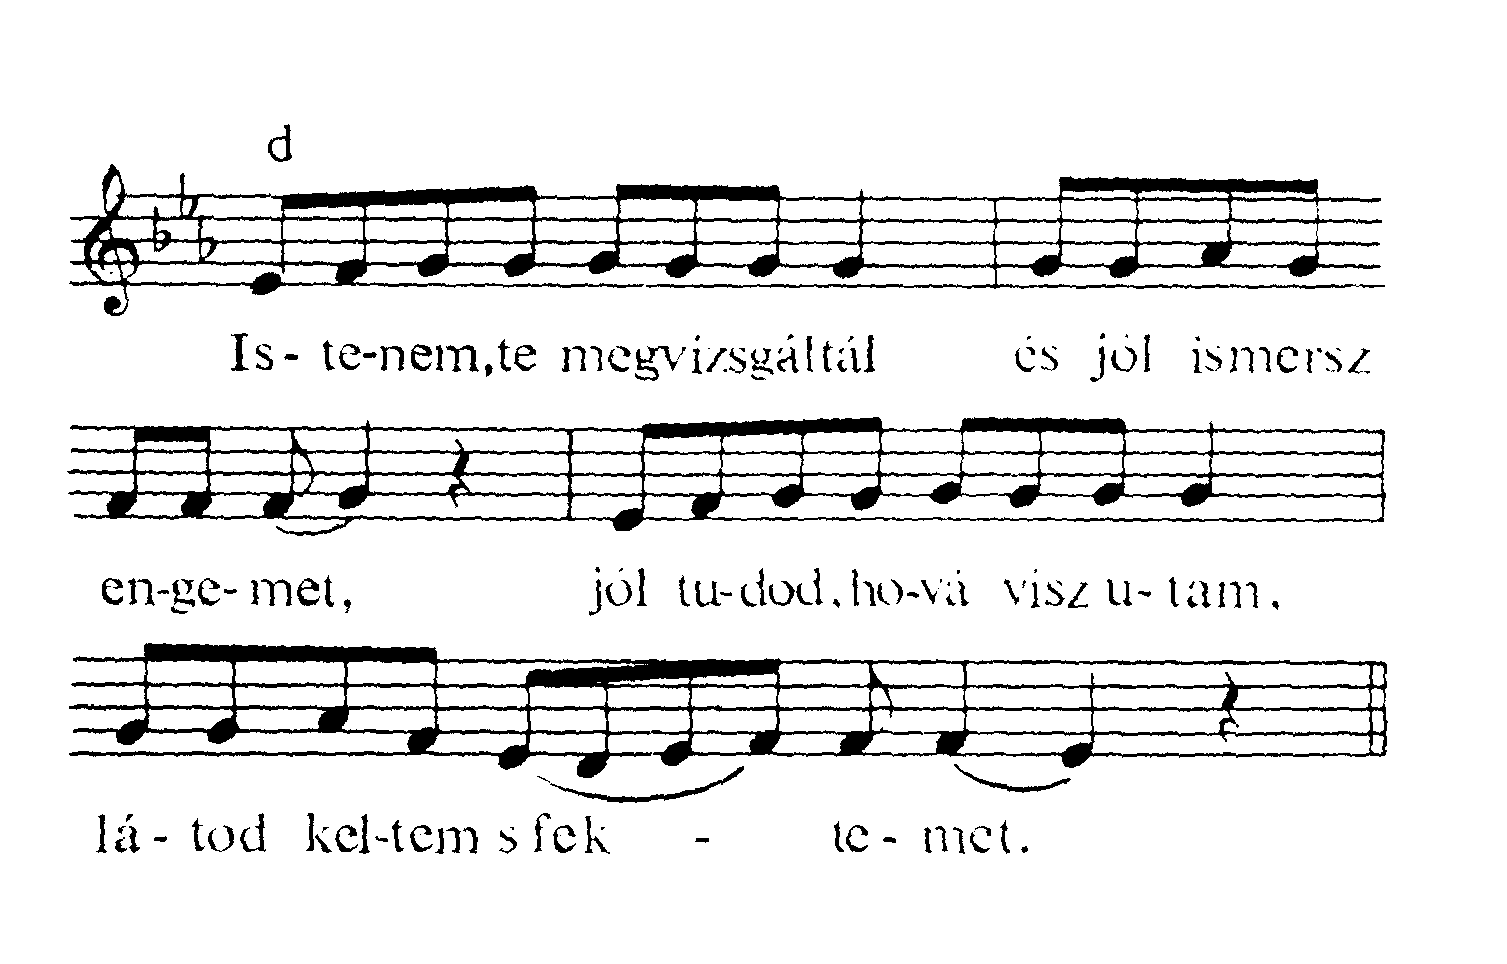 d
Is- te-nem,te megvizsgáltál és jól ismersz
en-ge-met, jól tu-dod,ho-vá visz u-tam,
lá-tod kel-tem s fek - te-met.